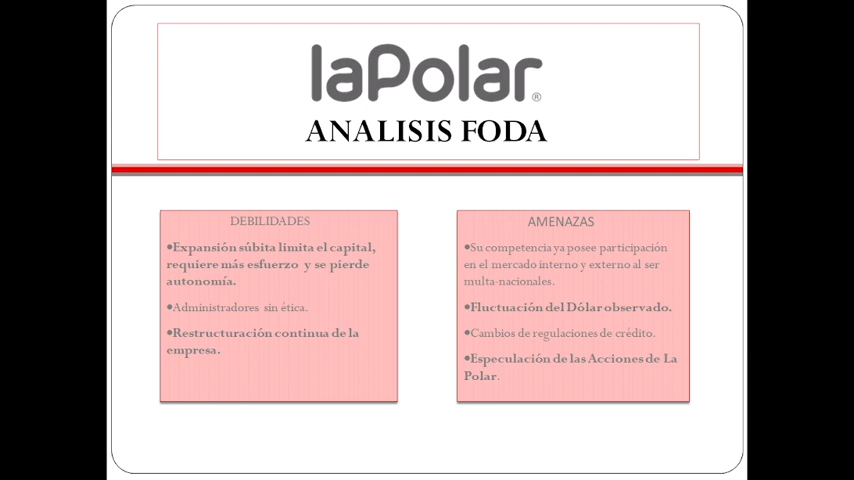 laPolar®
ANALISIS FODA
DEBILIDADES
•Expansión súbita limita el capital,
requiere más esfuerzo y se pierde
autonomía.
•Administradores sin ética.
•Restructuración continua de la
empresa.
AMENAZAS
•Su competencia ya posee participación
en el mercado interno y externo al ser
multa-nacionales.
•Fluctuación del Dólar observado.
•Cambios de regulaciones de crédito.
•Especulación de las Acciones de La
Polar.